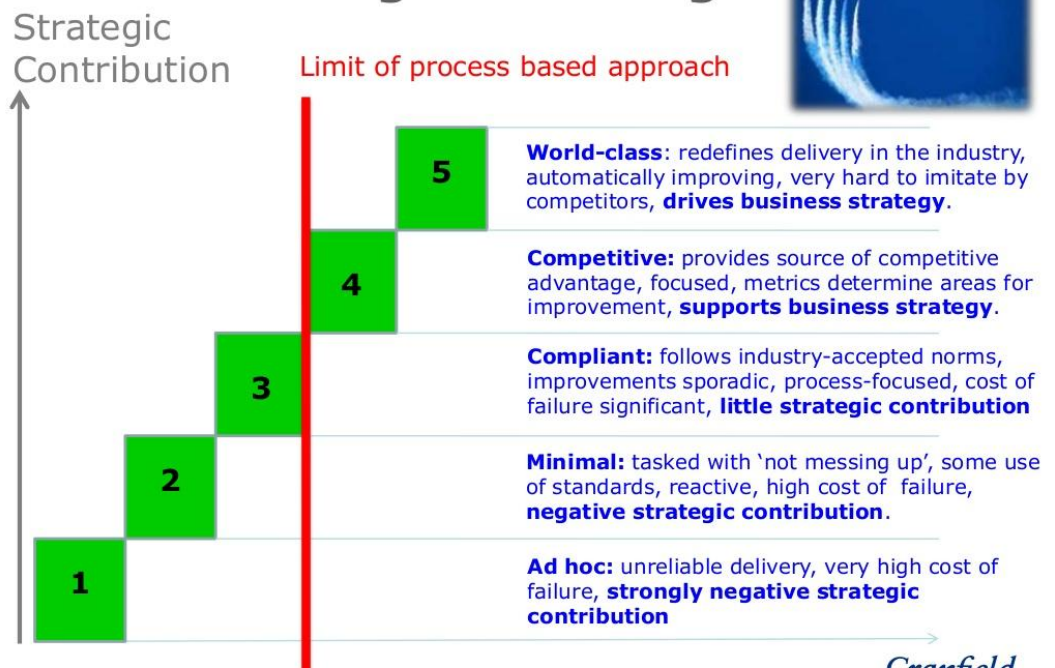 Strategic
Contribution
Limit of process based approach
5
World-class: redefines delivery in the industry,
automatically improving, very hard to imitate by
competitors, drives business strategy.
4
Competitive: provides source of competitive
advantage, focused, metrics determine areas for
improvement, supports business strategy.
3
Compliant: follows industry-accepted norms,
improvements sporadic, process-focused, cost of
failure significant, little strategic contribution
2
Minimal: tasked with ‘not messing up’, some use
of standards, reactive, high cost of failure,
negative strategic contribution.
1
Ad hoc: unreliable delivery, very high cost of
failure, strongly negative strategic
contribution
Cranfield